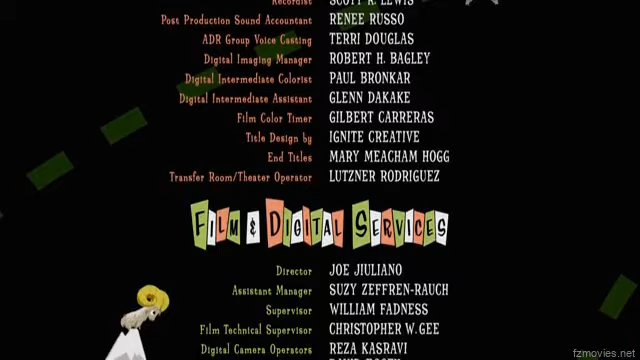 Recordist SCOTT R. LEWIS
Post Production Sound Accountant RENEE RUSSO
ADR Group Voice Casting TERRI DOUGLAS
Digital Imaging Manager ROBERT H. BAGLEY
Digital Intermediate Colorist PAUL BRONKAR
Digital Intermediate Assistant GLENN DAKAKE
Film Color Timer GILBERT CARRERAS
Title Design by IGNITE CREATIVE
End Titles MARY MEACHAM HOGG
Transfer Room/Theater Operator LUTZNER RODRIGUEZ
FILM & DIGITAL SERVICES
Director JOE JIULIANO
Assistant Manager SUZY ZEFFREN-RAUCH
Supervisor WILLIAM FADNESS
Film Technical Supervisor CHRISTOPHER W. GEE
Digital Camera Operators REZA KASRAVI
fzmovies.net